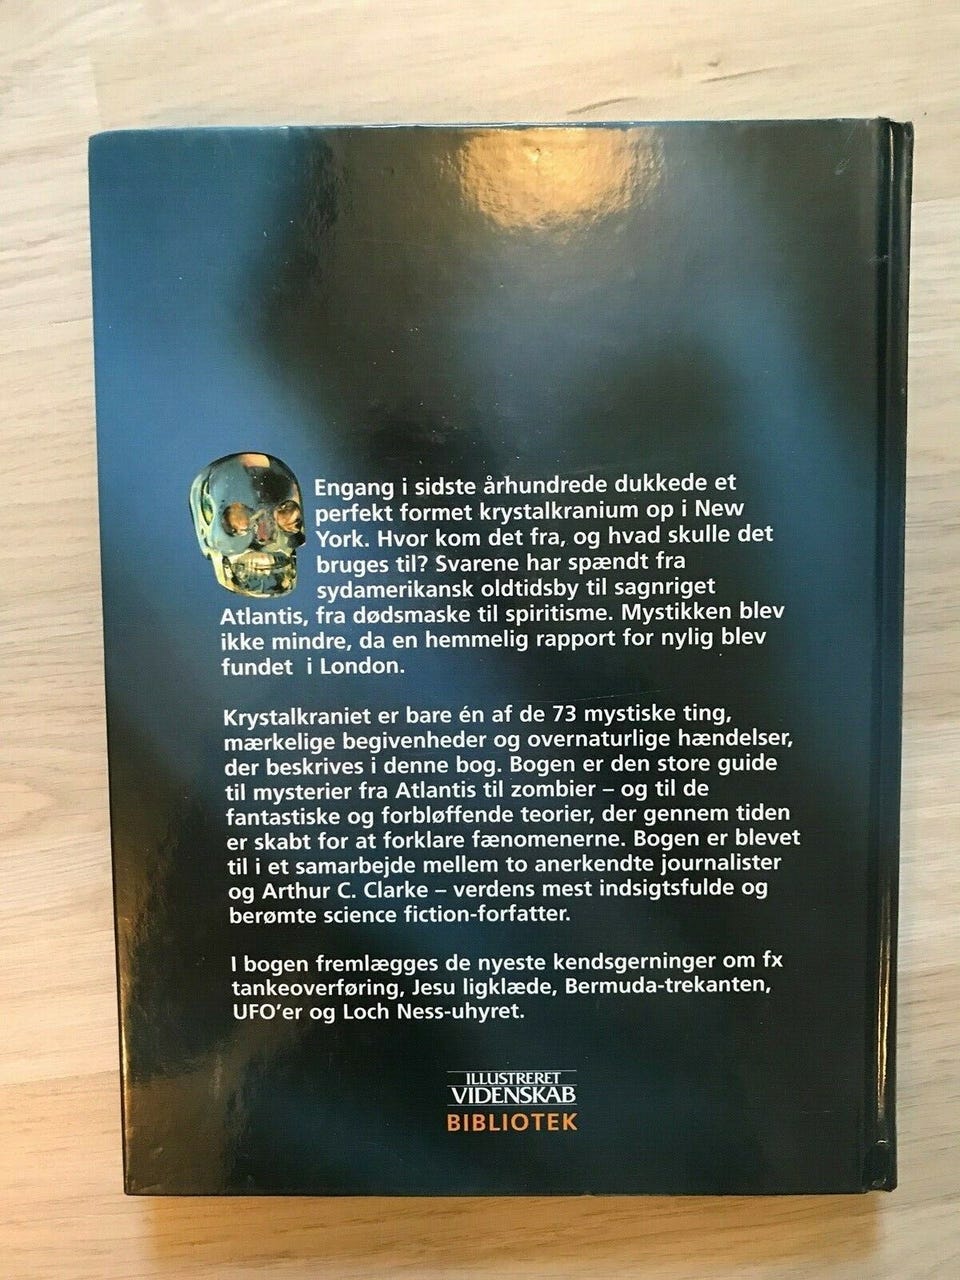 Engang i sidste århundrede dukkede et
perfekt formet krystalkranium op i New
York. Hvor kom det fra, og hvad skulle det
bruges til? Svarene har spændt fra
sydamerikansk oldtidsby til sagnriget
Atlantis, fra dødsmaske til spiritisme. Mystikken blev
ikke mindre, da en hemmelig rapport for nylig blev
fundet  i London.
Krystalkraniet er bare én af de 73 mystiske ting,
mærkelige begivenheder og overnaturlige hændelser,
der beskrives i denne bog. Bogen er den store guide
til mysterier fra Atlantis til zombier – og til de
fantastiske og forbløffende teorier, der gennem tiden
er skabt for at forklare fænomenerne. Bogen er blevet
til i et samarbejde mellem to anerkendte journalister
og Arthur C. Clarke – verdens mest indsigtsfulde og
berømte science fiction-forfatter.
I bogen fremlægges de nyeste kendsgerninger om fx
tankeoverføring, Jesu ligklæde, Bermuda-trekanten,
UFO’er og Loch Ness-uhyret.
ILLUSTRERET
VIDENSKAB
BIBLIOTEK